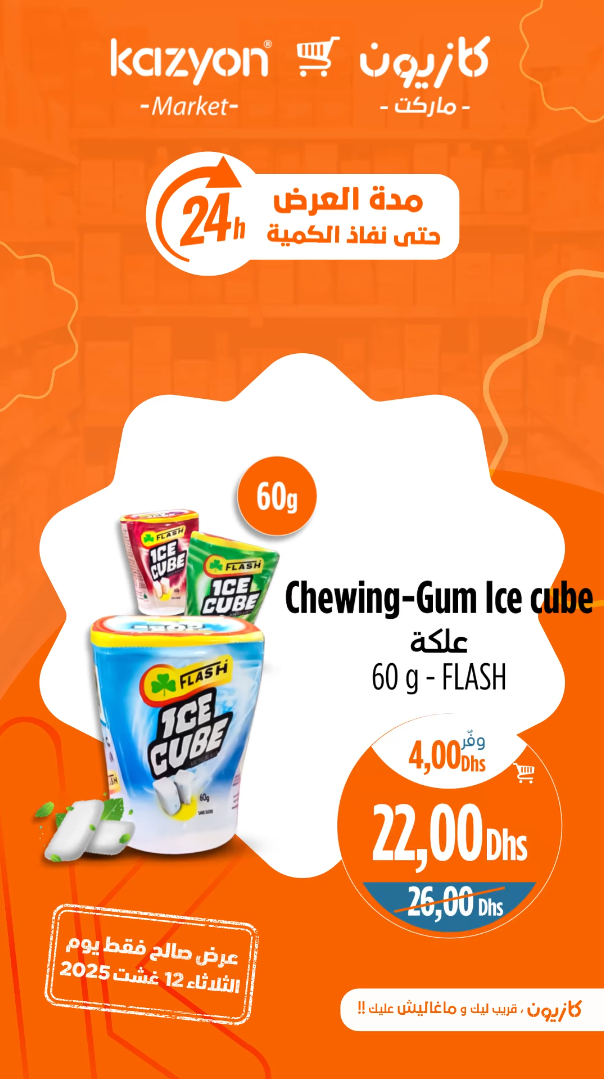 kazyon® كازيون
-Market- - ماركت -
24h
مدة العرض
حتى نفاذ الكمية
60g
FLASH
ICE
CUBE
FLASH
ICE
CUBE
Chewing-Gum Ice cube
علكة
60 g - FLASH
FLASH
ICE
CUBE
60g
وفّر
4,00Dhs
22,00Dhs
26,00 Dhs
عرض صالح فقط يوم
الثلاثاء 12 غشت 2025
كازيون ، قريب ليك و ماغاليش عليك !!